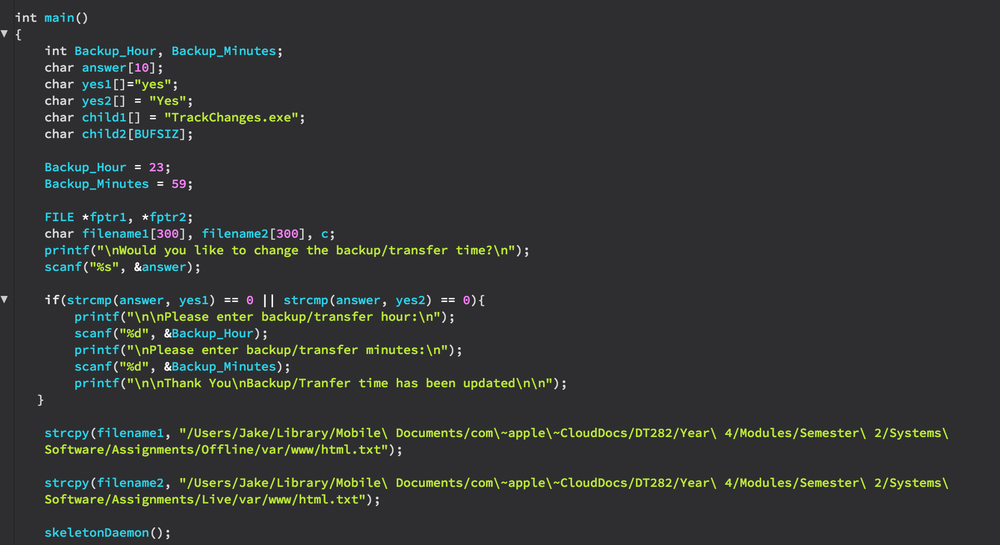 int main()
{
int Backup_Hour, Backup_Minutes;
char answer[10];
char yes1[]="yes";
char yes2[] = "Yes";
char child1[] = "TrackChanges.exe";
char child2[BUFSIZ];
Backup_Hour = 23;
Backup_Minutes = 59;
FILE *fptr1, *fptr2;
char filename1[300], filename2[300], c;
printf("\nWould you like to change the backup/transfer time?\n");
scanf("%s", &answer);
if(strcmp(answer, yes1) == 0 || strcmp(answer, yes2) == 0){
printf("\n\nPlease enter backup/transfer hour:\n");
scanf("%d", &Backup_Hour);
printf("\nPlease enter backup/transfer minutes:\n");
scanf("%d", &Backup_Minutes);
printf("\n\nThank You\nBackup/Tranfer time has been updated\n\n");
}
strcpy(filename1, "/Users/Jake/Library/Mobile\ Documents/com\~apple\~CloudDocs/DT282/Year\ 4/Modules/Semester\ 2/Systems\
Software/Assignments/Offline/var/www/html.txt");
strcpy(filename2, "/Users/Jake/Library/Mobile\ Documents/com\~apple\~CloudDocs/DT282/Year\ 4/Modules/Semester\ 2/Systems\
Software/Assignments/Live/var/www/html.txt");
skeletonDaemon();